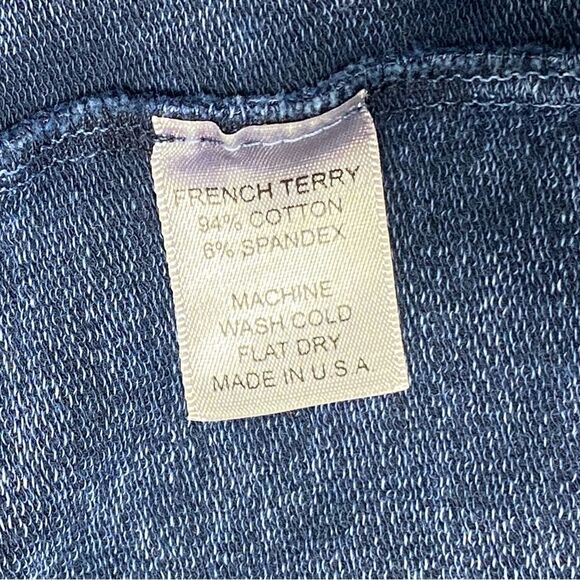 FRENCH TERRY
94% COTTON
6% SPANDEX
MACHINE
WASH COLD
FLAT DRY
MADE IN U S A